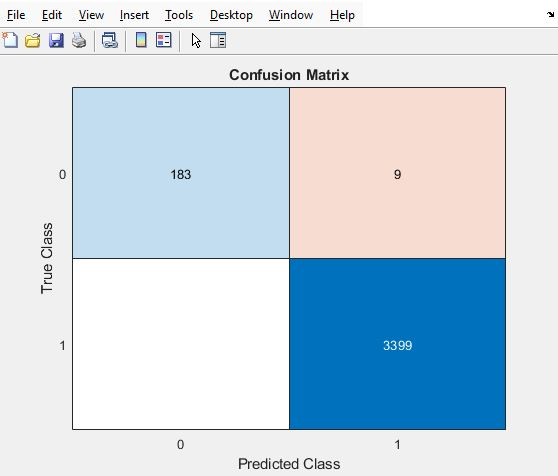 File Edit View Insert Tools Desktop Window Help
Confusion Matrix
0 183 9
True Class
1 3399
0 1
Predicted Class